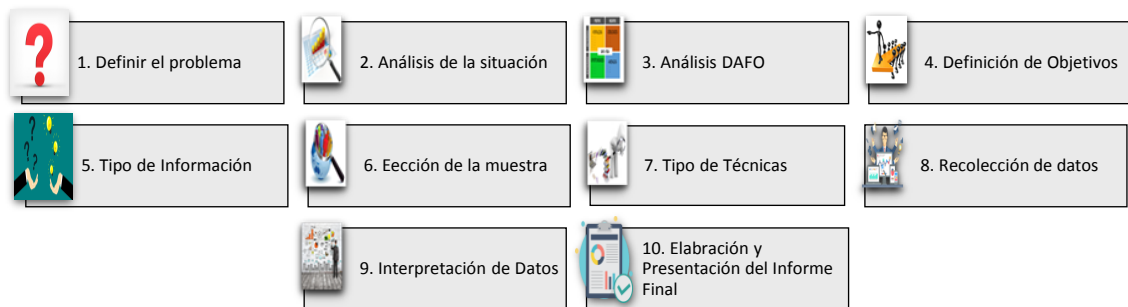 1. Definir el problema
2. Análisis de la situación
3. Análisis DAFO
4. Definición de Objetivos
5. Tipo de Información
6. Eección de la muestra
7. Tipo de Técnicas
8. Recolección de datos
9. Interpretación de Datos
10. Elabración y
Presentación del Informe
Final